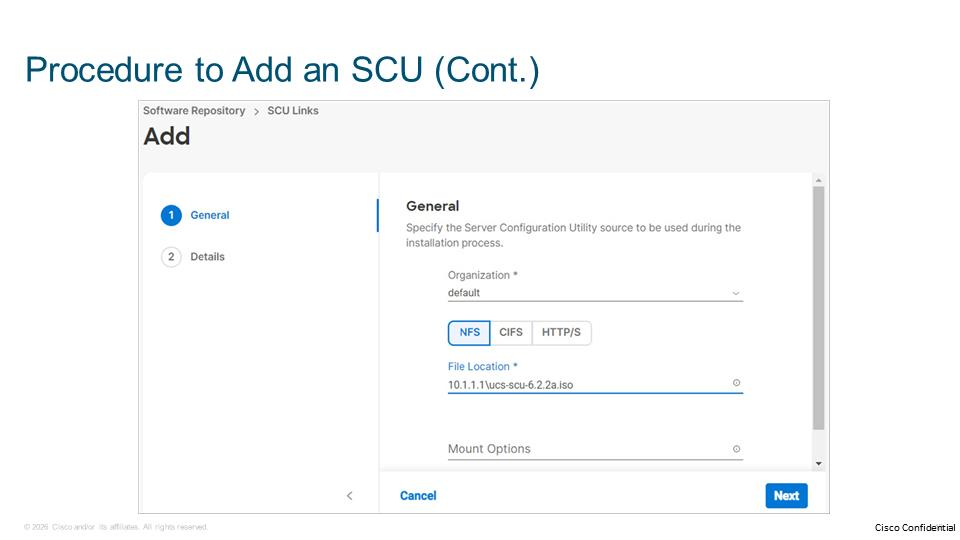 Procedure to Add an SCU (Cont.)
Software Repository > SCU Links
Add
1 General
2 Details
General
Specify the Server Configuration Utility source to be used during the
installation process.
Organization *
default
NFS CIFS HTTP/S
File Location *
10.1.1.1\ucs-scu-6.2.2a.iso
Mount Options
< Cancel Next
© 2026 Cisco and/or its affiliates. All rights reserved.
Cisco Confidential